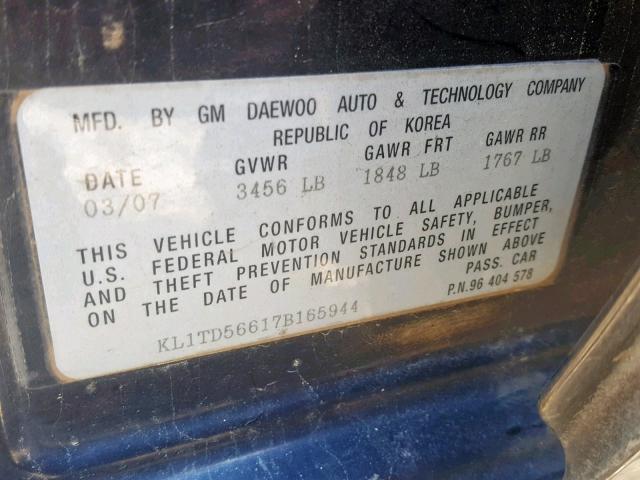 MFD. BY GM DAEWOO AUTO & TECHNOLOGY COMPANY
REPUBLIC OF KOREA
DATE GVWR GAWR FRT GAWR RR
03/07 3456 LB 1848 LB 1767 LB
THIS VEHICLE CONFORMS TO ALL APPLICABLE
U.S. FEDERAL MOTOR VEHICLE SAFETY, BUMPER,
AND THEFT PREVENTION STANDARDS IN EFFECT
ON THE DATE OF MANUFACTURE SHOWN ABOVE
PASS. CAR
KL1TD56617B165944 P.N.96 404 578